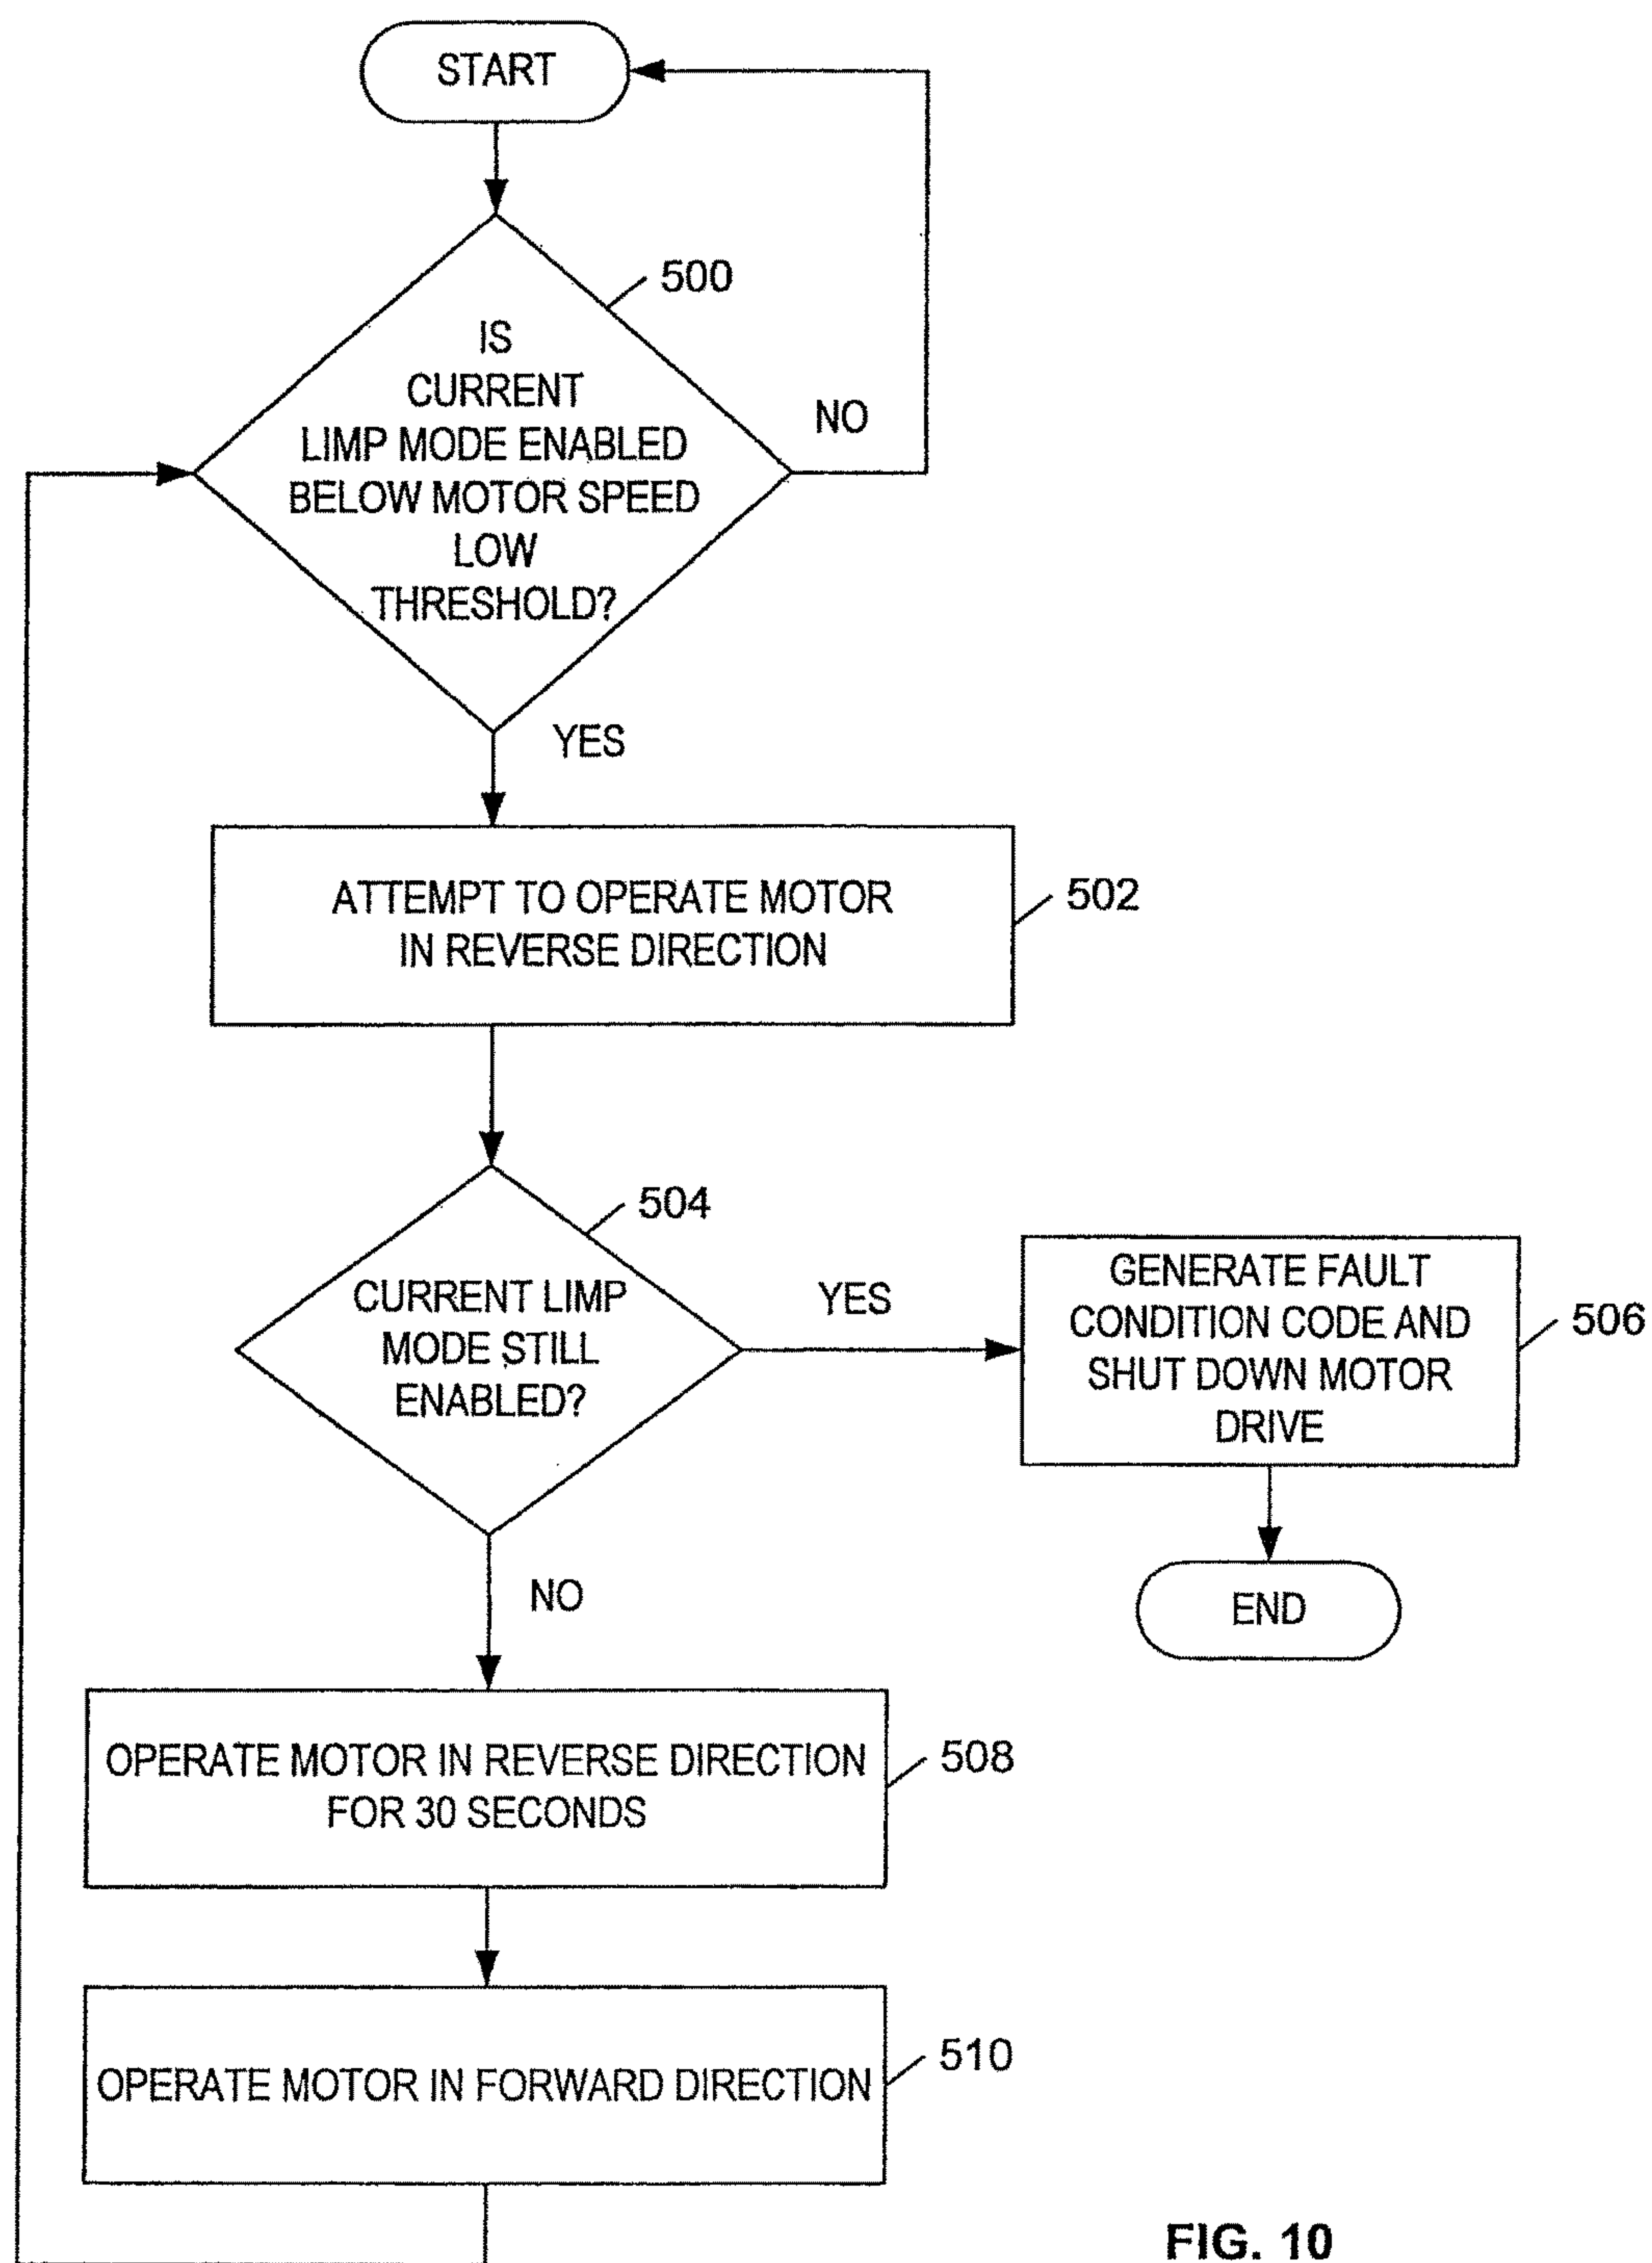 START
500
IS
CURRENT
LIMP MODE ENABLED
BELOW MOTOR SPEED
LOW
THRESHOLD?
NO
YES
ATTEMPT TO OPERATE MOTOR
IN REVERSE DIRECTION
502
504
CURRENT LIMP
MODE STILL
ENABLED?
YES
GENERATE FAULT
CONDITION CODE AND
SHUT DOWN MOTOR
DRIVE
506
NO
END
OPERATE MOTOR IN REVERSE DIRECTION
FOR 30 SECONDS
508
OPERATE MOTOR IN FORWARD DIRECTION
510
FIG. 10